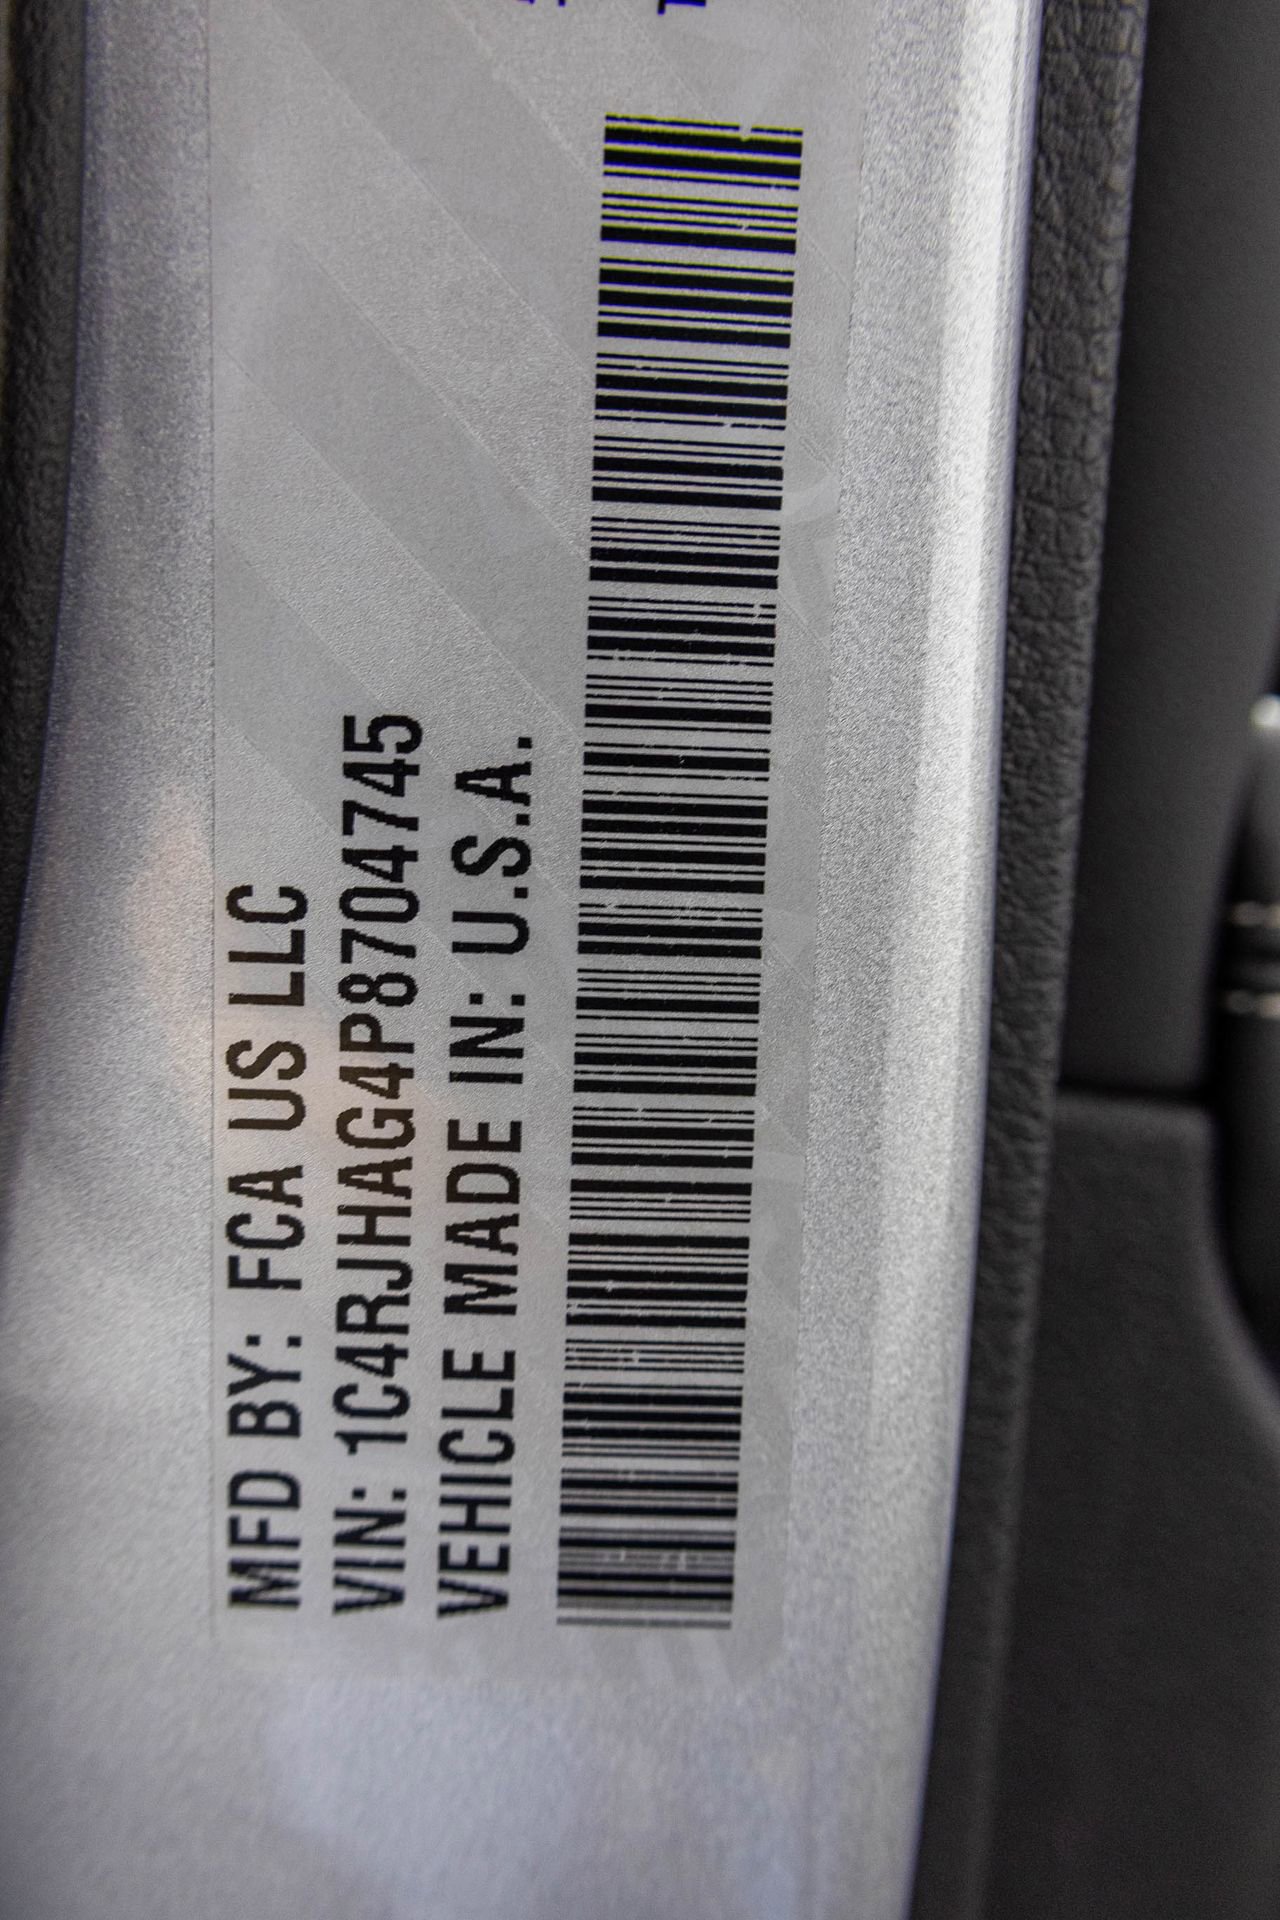 MFD BY: FCA US LLC
VIN: 1C4RJHAG4P8704745
VEHICLE MADE IN: U.S.A.